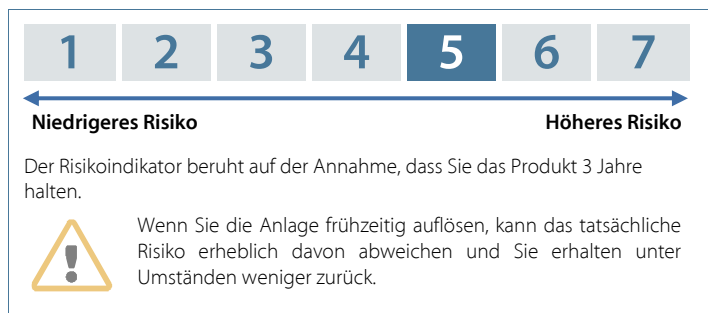 1 2 3 4 5 6 7
Niedrigeres Risiko Höheres Risiko
Der Risikoindikator beruht auf der Annahme, dass Sie das Produkt 3 Jahre
halten.
Wenn Sie die Anlage frühzeitig auflösen, kann das tatsächliche
Risiko erheblich davon abweichen und Sie erhalten unter
Umständen weniger zurück.